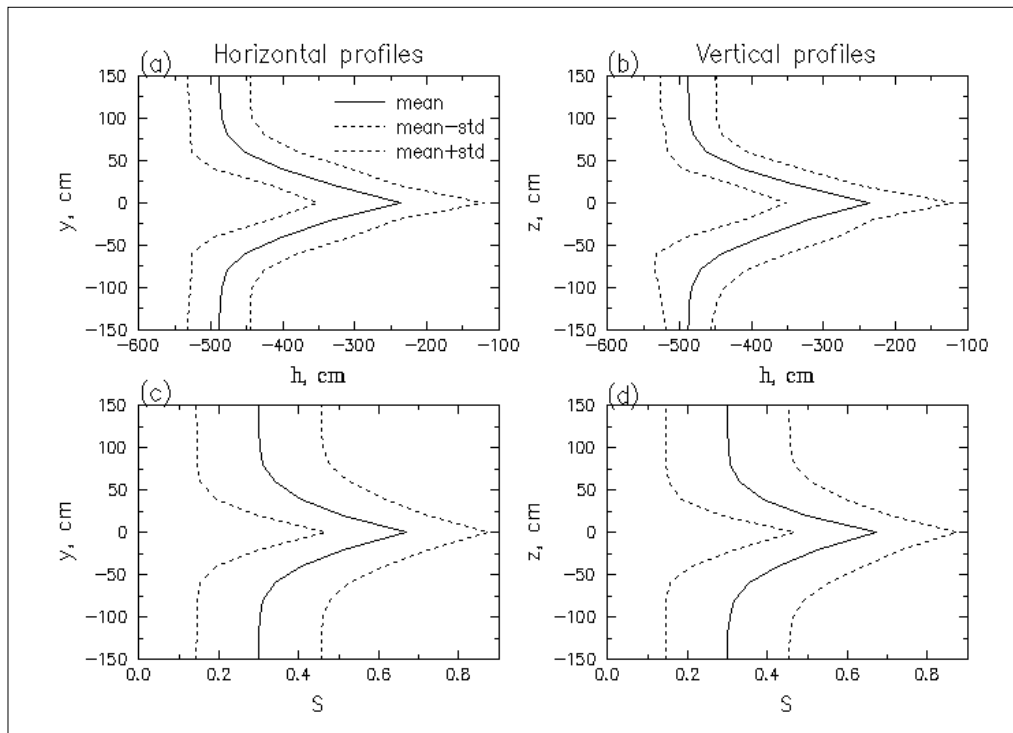 Horizontal profiles
Vertical profiles
(a)
(b)
mean
mean−std
mean+std
150
100
50
0
−50
−100
−150
y, cm
−600
−500
−400
−300
−200
−100
h, cm
150
100
50
0
−50
−100
−150
z, cm
−600
−500
−400
−300
−200
−100
h, cm
(c)
(d)
150
100
50
0
−50
−100
−150
y, cm
0.0
0.2
0.4
0.6
0.8
S
150
100
50
0
−50
−100
−150
z, cm
0.0
0.2
0.4
0.6
0.8
S